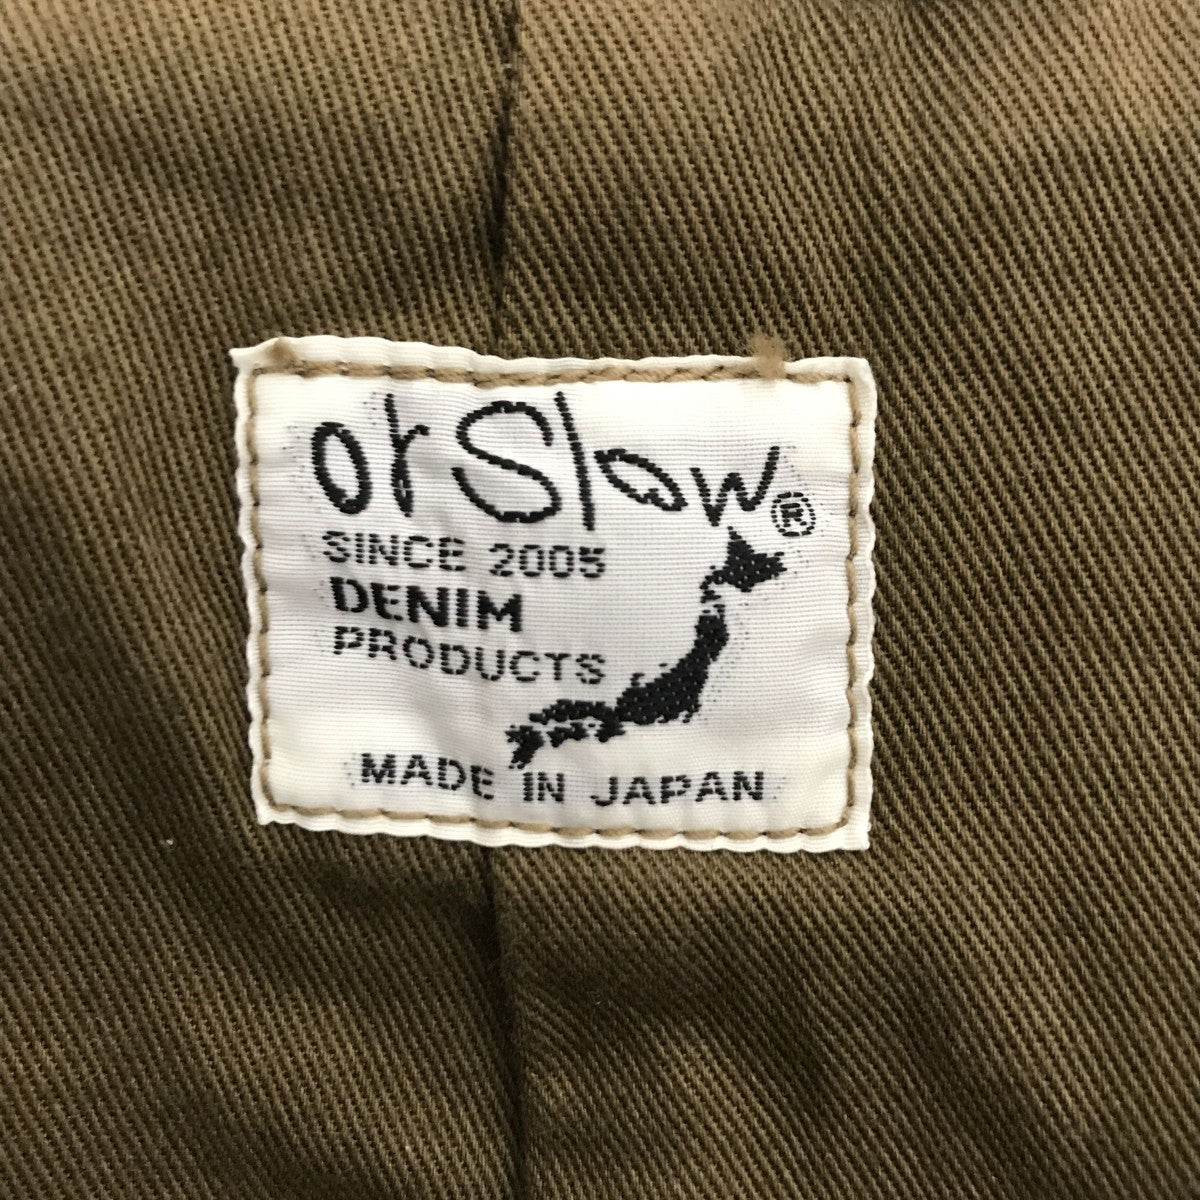 orSlow®
SINCE 2005
DENIM
PRODUCTS
MADE IN JAPAN